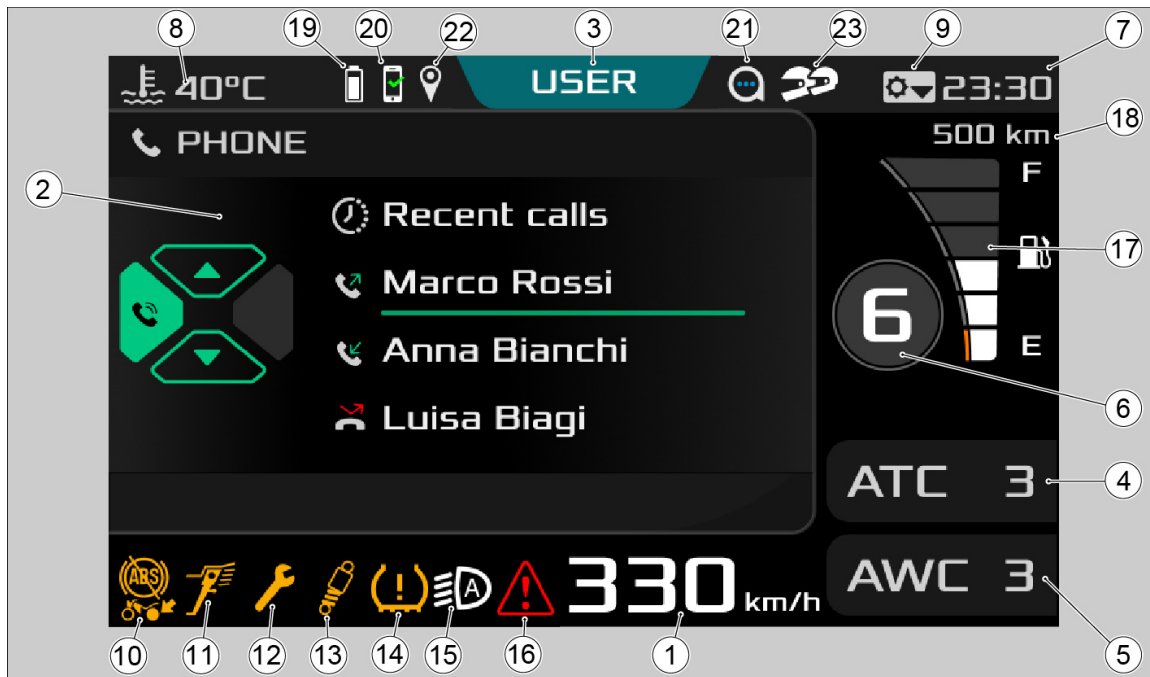 8 19 20 22 3 21 23 9 7
40°C USER 23:30
500 km 18
PHONE
F
2
Recent calls
17
Marco Rossi
6
Anna Bianchi
E
6
Luisa Biagi
ATC 3 4
ABS A 330 km/h
AWC 3
10 11 12 13 14 15 16 1 5